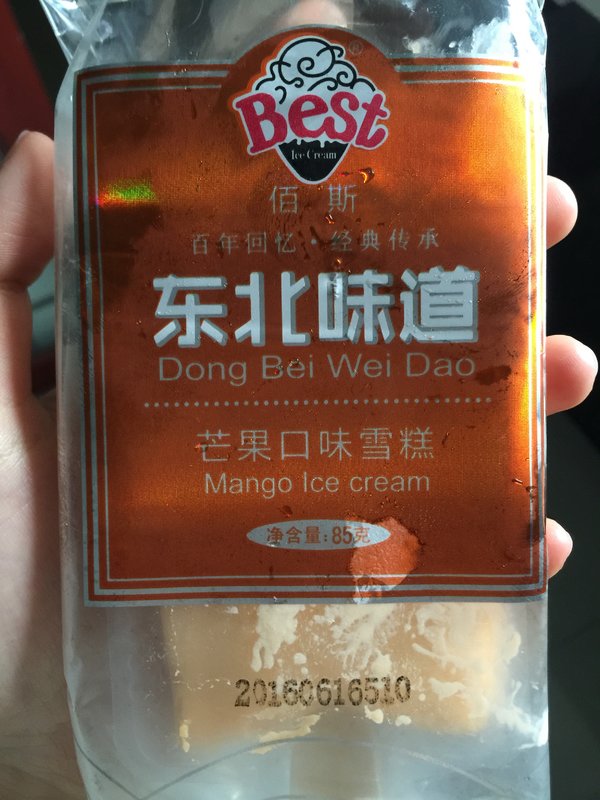 ®
Best
Ice Cream
佰斯
百年回忆·经典传承
东北味道
Dong Bei Wei Dao
芒果口味雪糕
Mango Ice cream
净含量:85克
20160616510